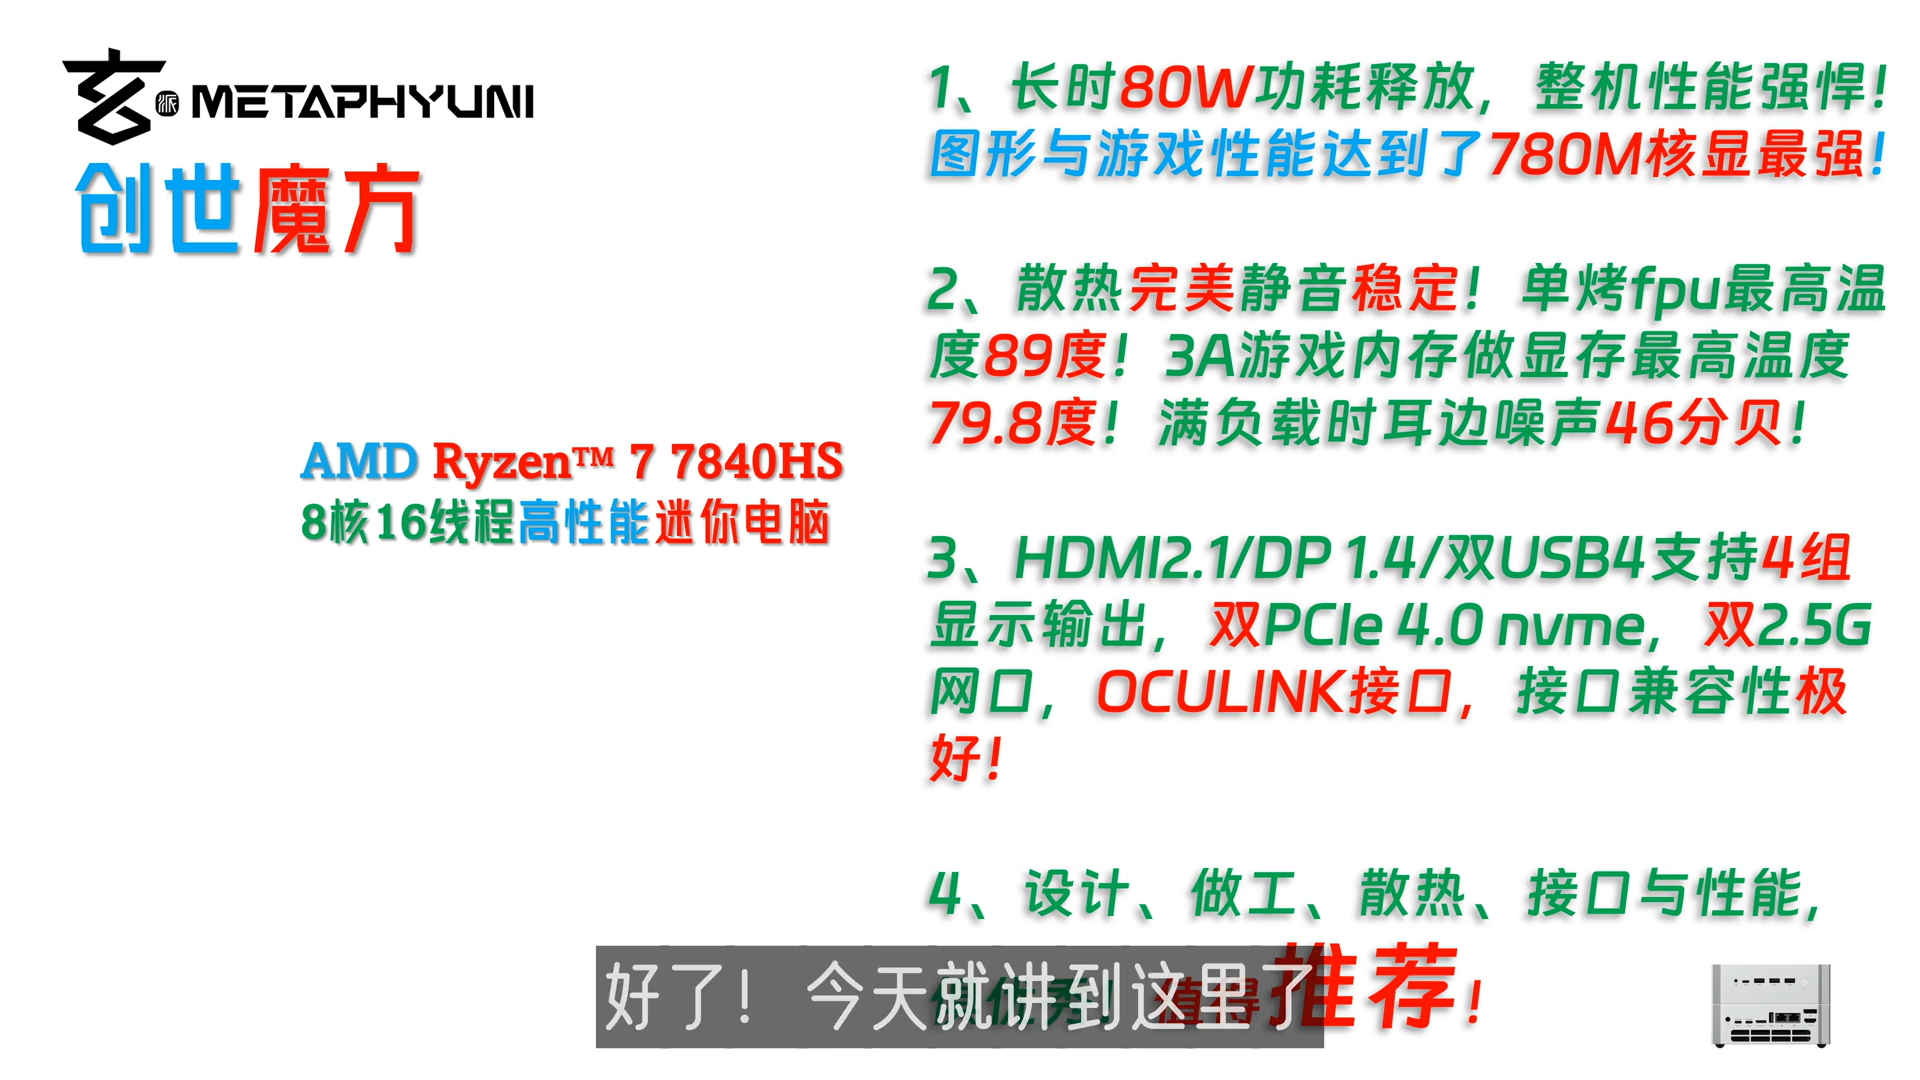 玄派 METAPHYUNI
创世魔方
AMD Ryzen™ 7 7840HS
8核16线程高性能迷你电脑
1、长时80W功耗释放，整机性能强悍！
图形与游戏性能达到了780M核显最强！
2、散热完美静音稳定！单烤fpu最高温
度89度！3A游戏内存做显存最高温度
79.8度！满负载时耳边噪声46分贝！
3、HDMI2.1/DP 1.4/双USB4支持4组
显示输出，双PCIe 4.0 nvme，双2.5G
网口，OCULINK接口，接口兼容性极
好！
4、设计、做工、散热、接口与性能，
值得推荐！
好了！今天就讲到这里了